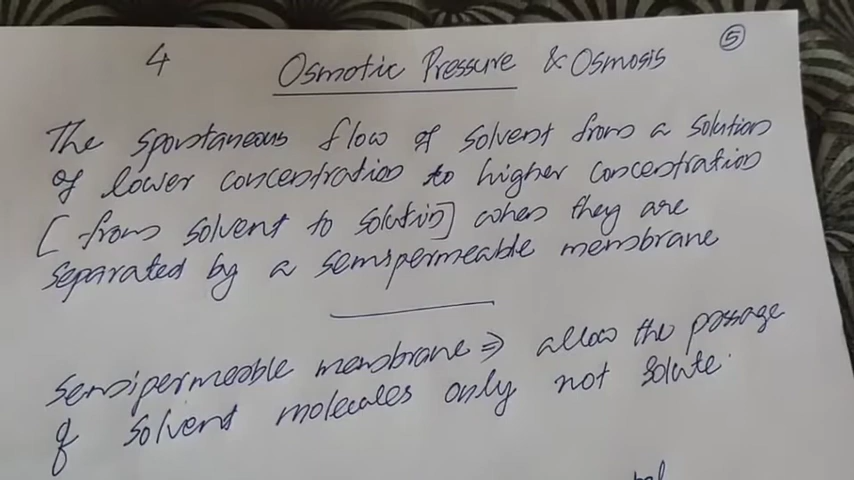 4 Osmotic Pressure & Osmosis ⑤
The spontaneous flow of solvent from a solution
of lower concentration to higher concentration
[from solvent to solution] when they are
separated by a semipermeable membrane
Semipermeable membrane ⇒ allow the passage
of solvent molecules only not solute.